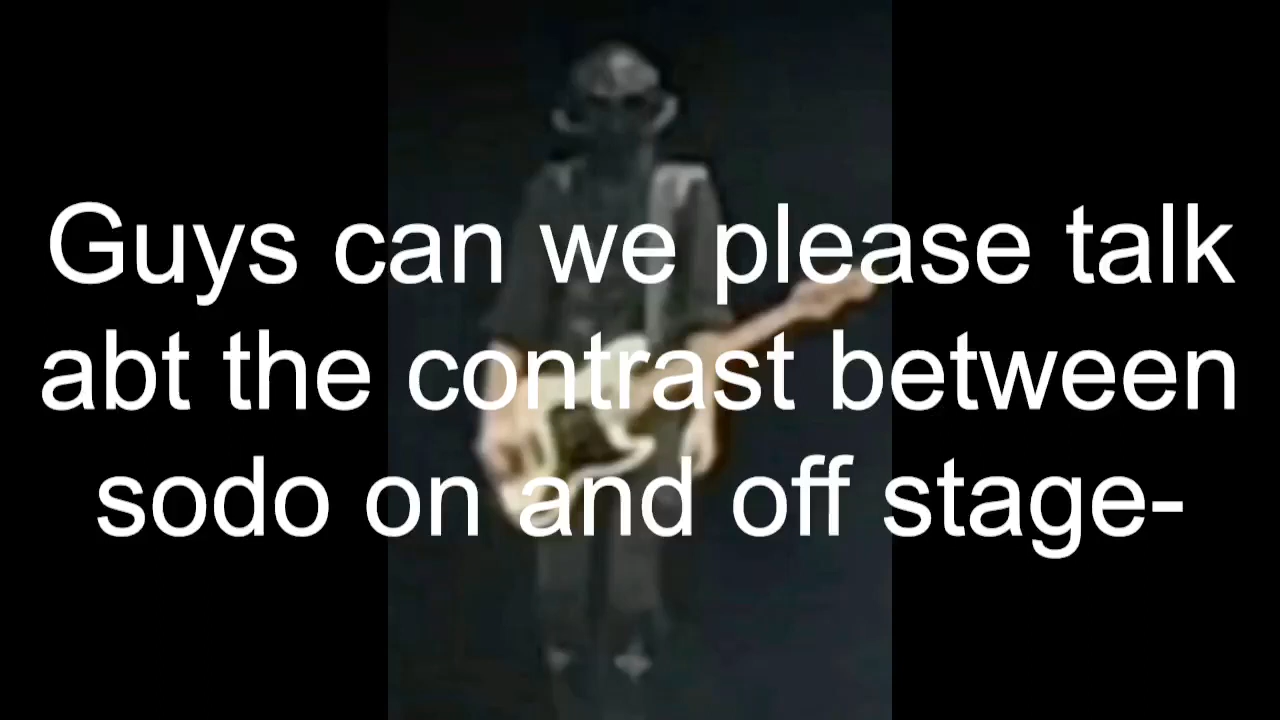 Guys can we please talk
abt the contrast between
sodo on and off stage-